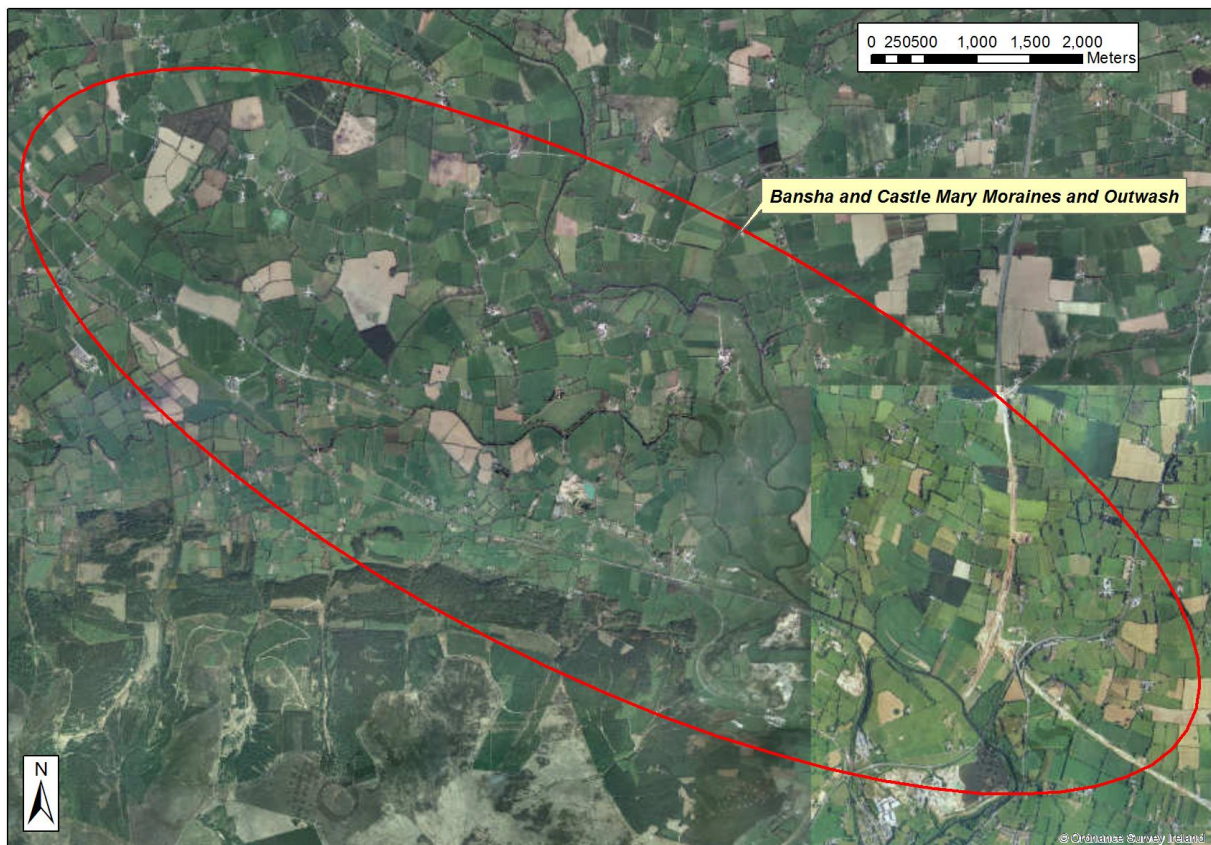 0 250500 1,000 1,500 2,000
Meters
Bansha and Castle Mary Moraines and Outwash
N
© Ordnance Survey Ireland